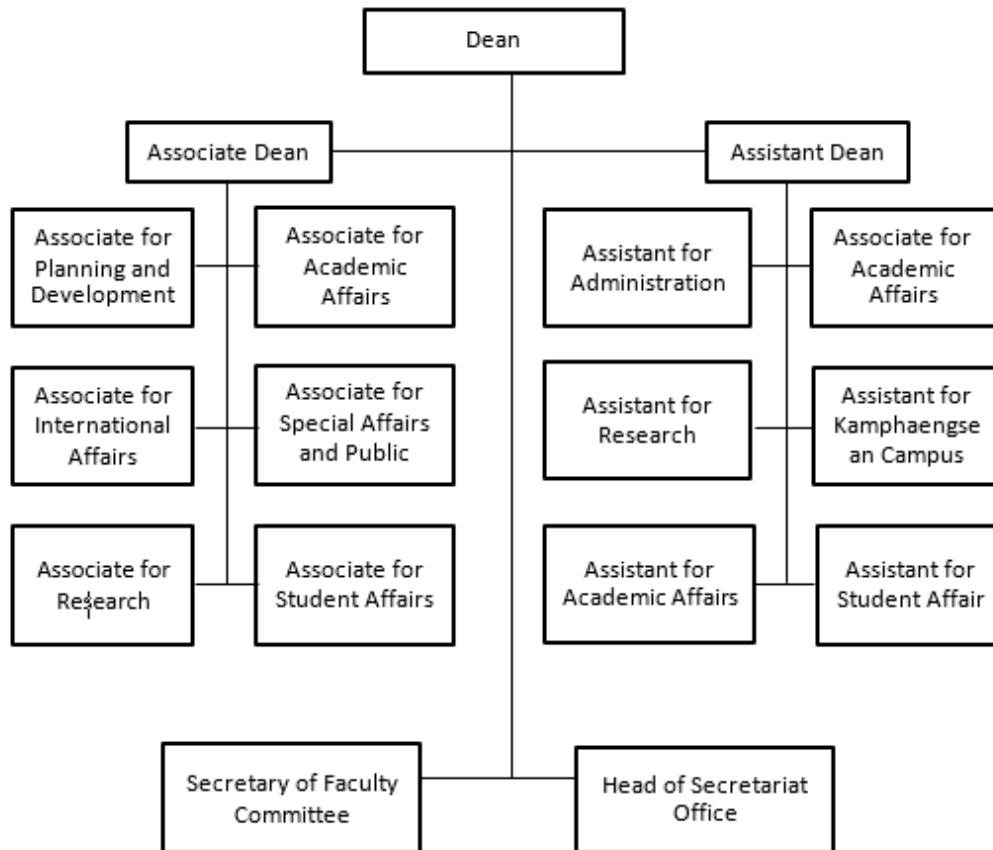 Dean
Associate Dean
Assistant Dean
Associate for
Planning and
Development
Associate for
Academic
Affairs
Assistant for
Administration
Associate for
Academic
Affairs
Associate for
International
Affairs
Associate for
Special Affairs
and Public
Assistant for
Research
Assistant for
Kamphaengse
an Campus
Associate for
Research
Associate for
Student Affairs
Assistant for
Academic Affairs
Assistant for
Student Affair
Secretary of Faculty
Committee
Head of Secretariat
Office